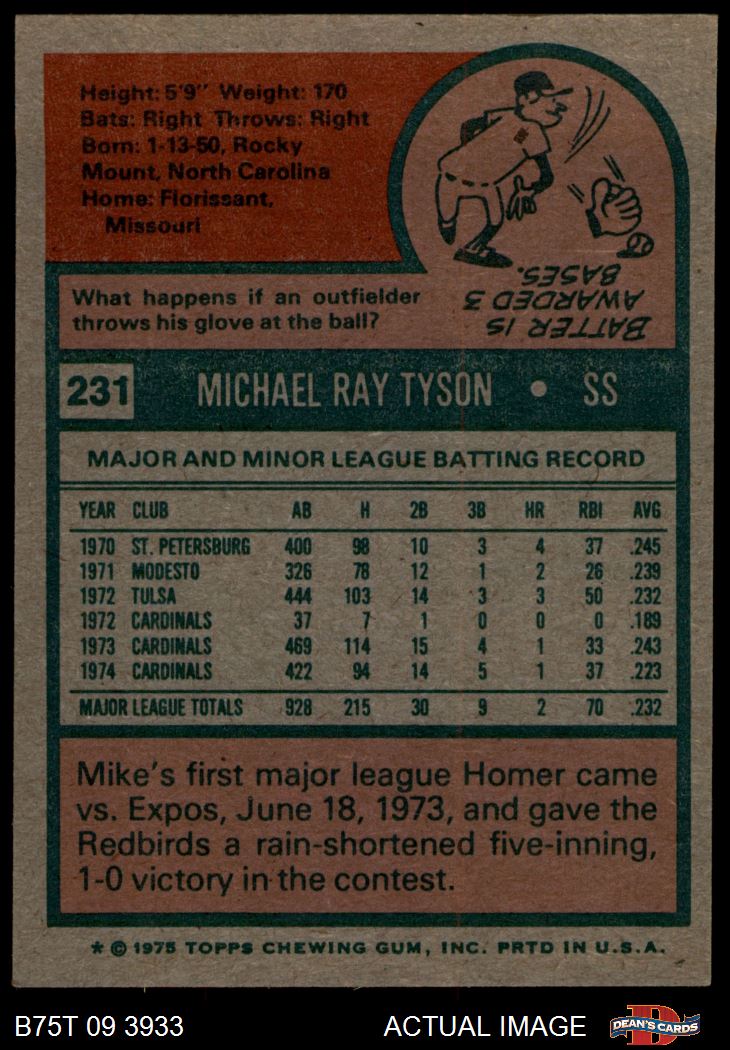 Height: 5'9" Weight: 170
Bats: Right Throws: Right
Born: 1-13-50, Rocky
Mount, North Carolina
Home: Florissant,
Missouri
What happens if an outfielder
throws his glove at the ball?
BATTER IS
AWARDED 3
BASES.
231 MICHAEL RAY TYSON • SS
MAJOR AND MINOR LEAGUE BATTING RECORD
YEAR CLUB AB H 2B 3B HR RBI AVG
1970 ST. PETERSBURG 400 98 10 3 4 37 .245
1971 MODESTO 326 78 12 1 2 26 .239
1972 TULSA 444 103 14 3 3 50 .232
1972 CARDINALS 37 7 1 0 0 0 .189
1973 CARDINALS 469 114 15 4 1 33 .243
1974 CARDINALS 422 94 14 5 1 37 .223
MAJOR LEAGUE TOTALS 928 215 30 9 2 70 .232
Mike's first major league Homer came
vs. Expos, June 18, 1973, and gave the
Redbirds a rain-shortened five-inning,
1-0 victory in the contest.
* © 1975 TOPPS CHEWING GUM, INC. PRTD IN U.S.A.
B75T 09 3933 ACTUAL IMAGE D DEAN'S CARDS